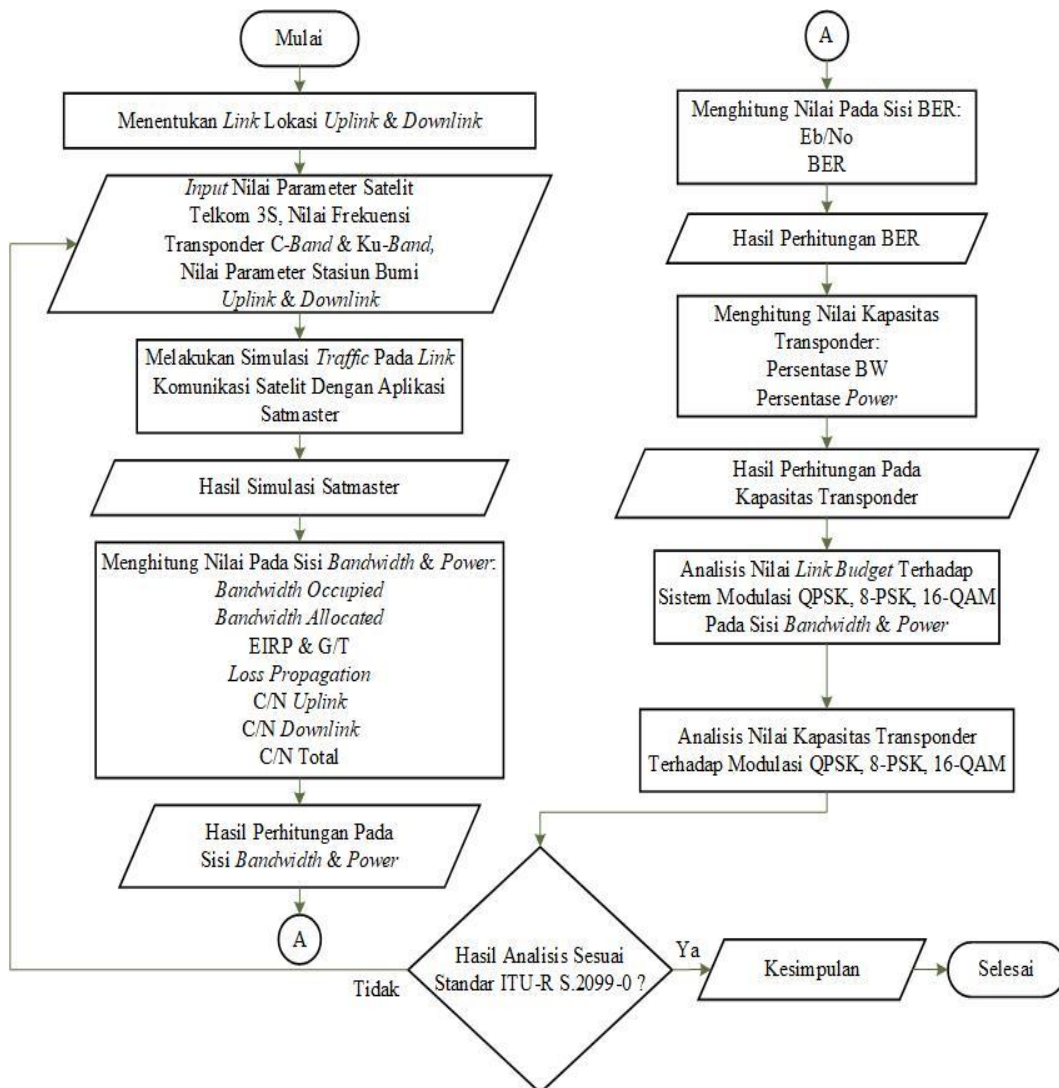 Mulai
Menentukan Link Lokasi Uplink & Downlink
Input Nilai Parameter Satelit
Telkom 3S, Nilai Frekuensi
Transponder C-Band & Ku-Band,
Nilai Parameter Stasiun Bumi
Uplink & Downlink
Melakukan Simulasi Traffic Pada Link
Komunikasi Satelit Dengan Aplikasi
Satmaster
Hasil Simulasi Satmaster
Menghitung Nilai Pada Sisi Bandwidth & Power:
Bandwidth Occupied
Bandwidth Allocated
EIRP & G/T
Loss Propagation
C/N Uplink
C/N Downlink
C/N Total
Hasil Perhitungan Pada
Sisi Bandwidth & Power
A
A
Menghitung Nilai Pada Sisi BER:
Eb/No
BER
Hasil Perhitungan BER
Menghitung Nilai Kapasitas
Transponder:
Persentase BW
Persentase Power
Hasil Perhitungan Pada
Kapasitas Transponder
Analisis Nilai Link Budget Terhadap
Sistem Modulasi QPSK, 8-PSK, 16-QAM
Pada Sisi Bandwidth & Power
Analisis Nilai Kapasitas Transponder
Terhadap Modulasi QPSK, 8-PSK, 16-QAM
Hasil Analisis Sesuai
Standar ITU-R S.2099-0 ?
Tidak
Ya
Kesimpulan
Selesai